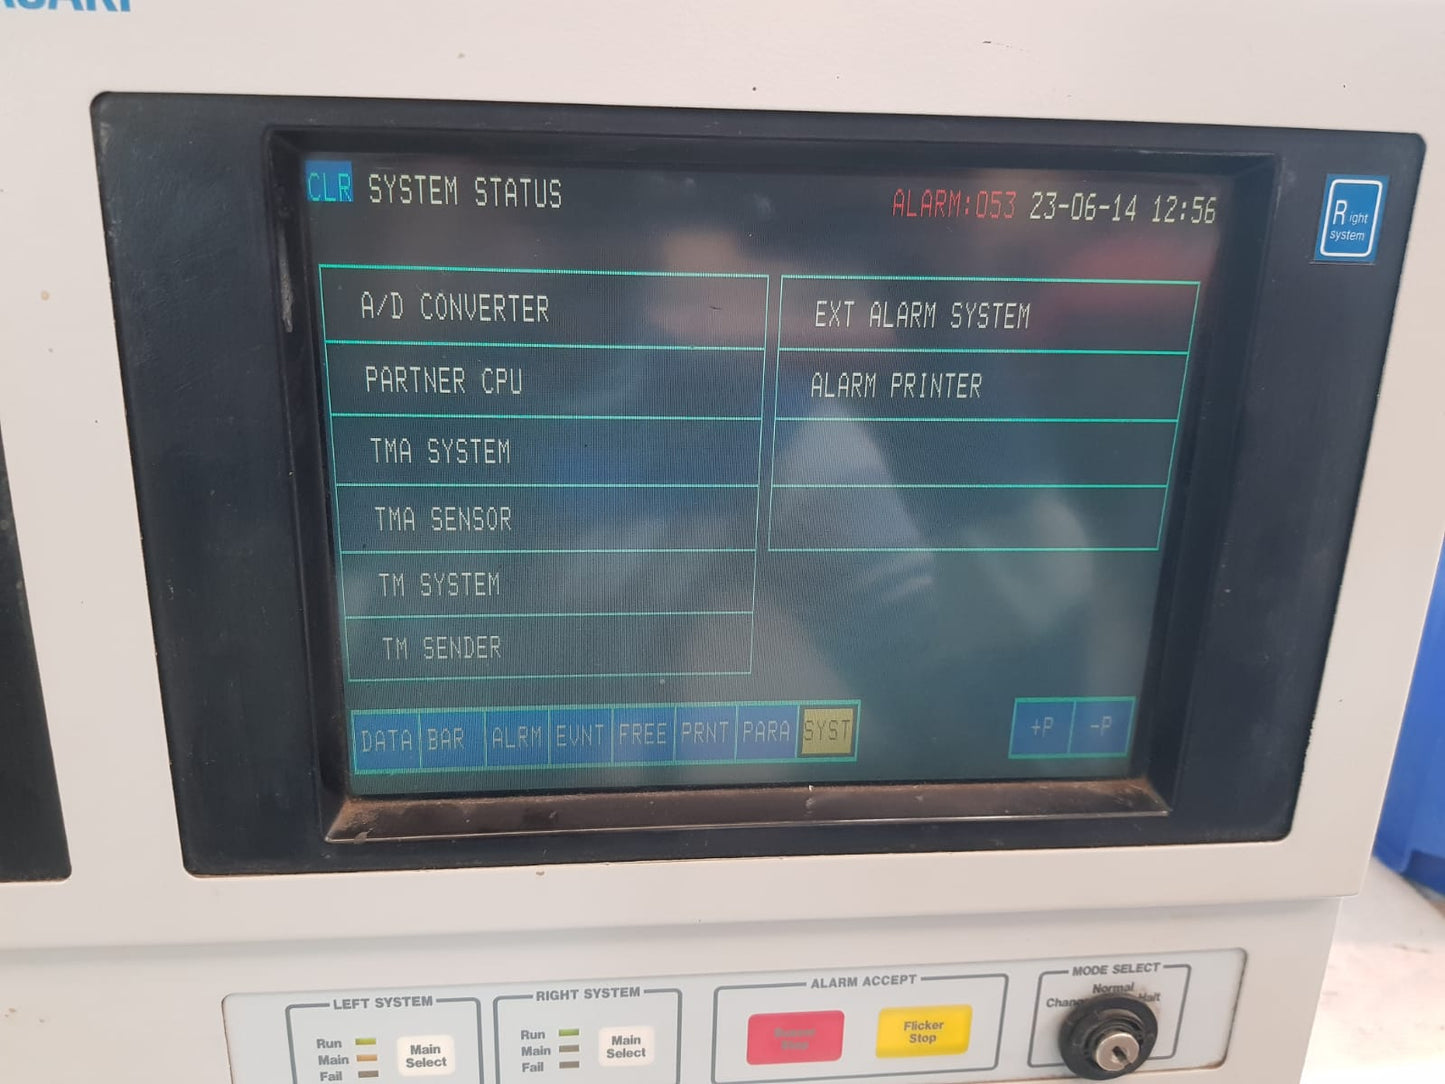 CLR SYSTEM STATUS ALARM:053 23-06-14 12:56
Right
system
A/D CONVERTER
PARTNER CPU
TMA SYSTEM
TMA SENSOR
TM SYSTEM
TM SENDER
EXT ALARM SYSTEM
ALARM PRINTER
DATA BAR ALRM EVNT FREE PRNT PARA SYST +P -P
LEFT SYSTEM
Run
Main
Fail
Main
Select
RIGHT SYSTEM
Run
Main
Fail
Main
Select
ALARM ACCEPT
Stop
Flicker
Stop
MODE SELECT
Normal
Halt